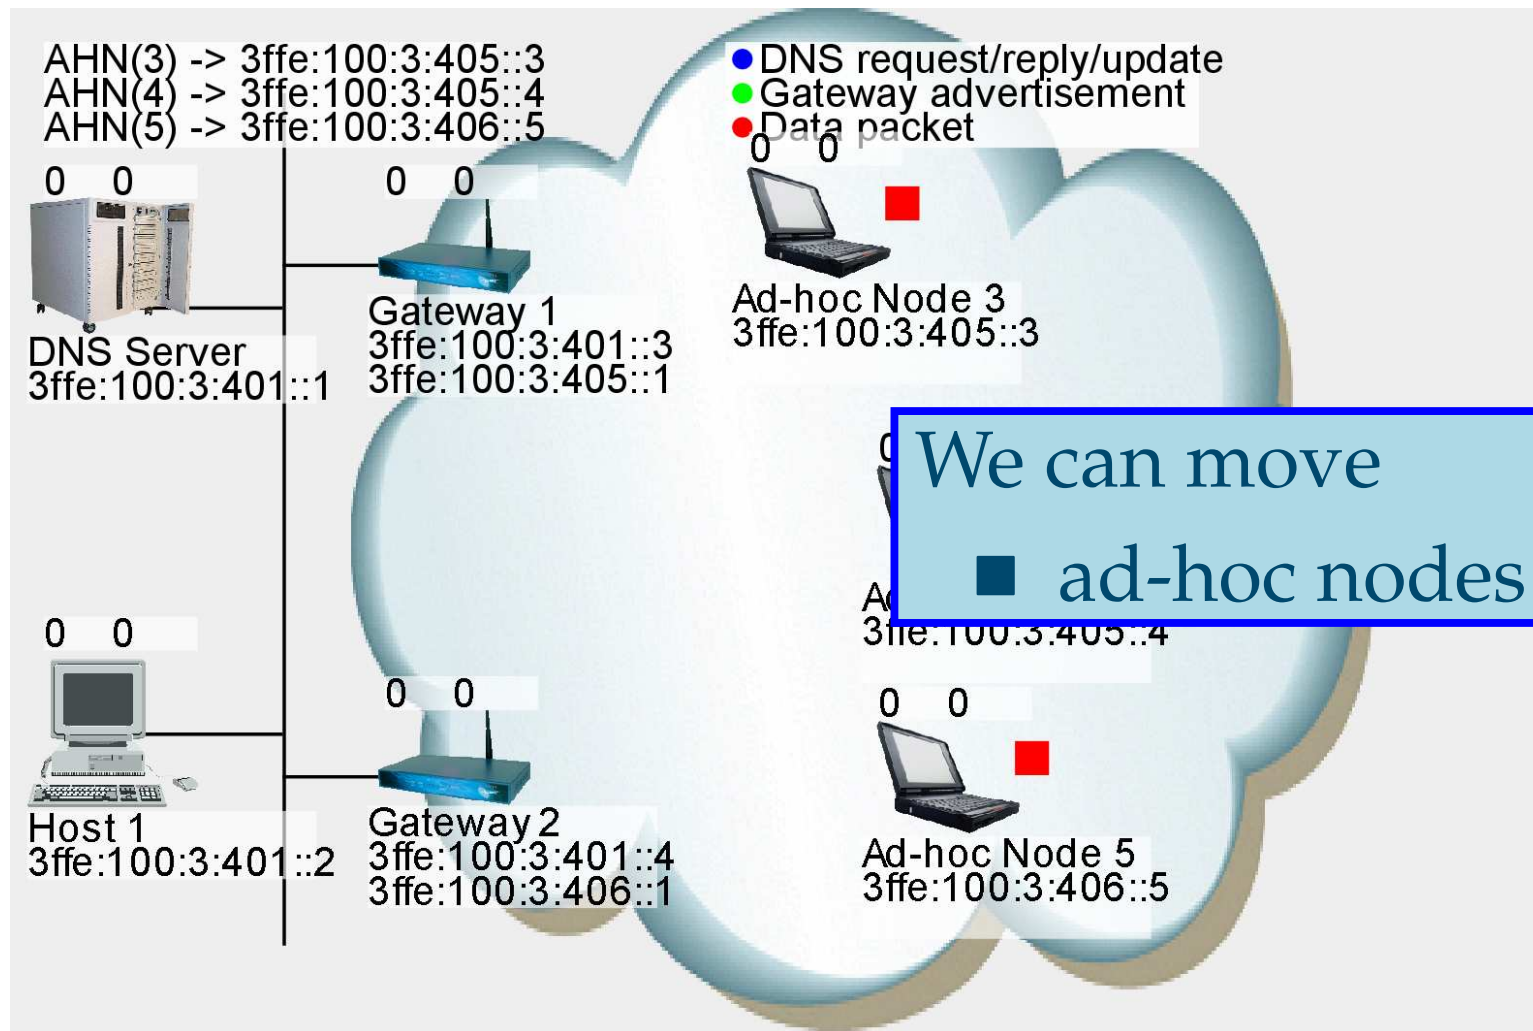 AHN(3) -> 3ffe:100:3:405::3
AHN(4) -> 3ffe:100:3:405::4
AHN(5) -> 3ffe:100:3:406::5
DNS request/reply/update
Gateway advertisement
Data packet
0 0
DNS Server
3ffe:100:3:401::1
0 0
Gateway 1
3ffe:100:3:401::3
3ffe:100:3:405::1
0 0
Ad-hoc Node 3
3ffe:100:3:405::3
We can move
■ ad-hoc nodes
3ffe:100:3:405::4
0 0
Host 1
3ffe:100:3:401::2
0 0
Gateway 2
3ffe:100:3:401::4
3ffe:100:3:406::1
0 0
Ad-hoc Node 5
3ffe:100:3:406::5